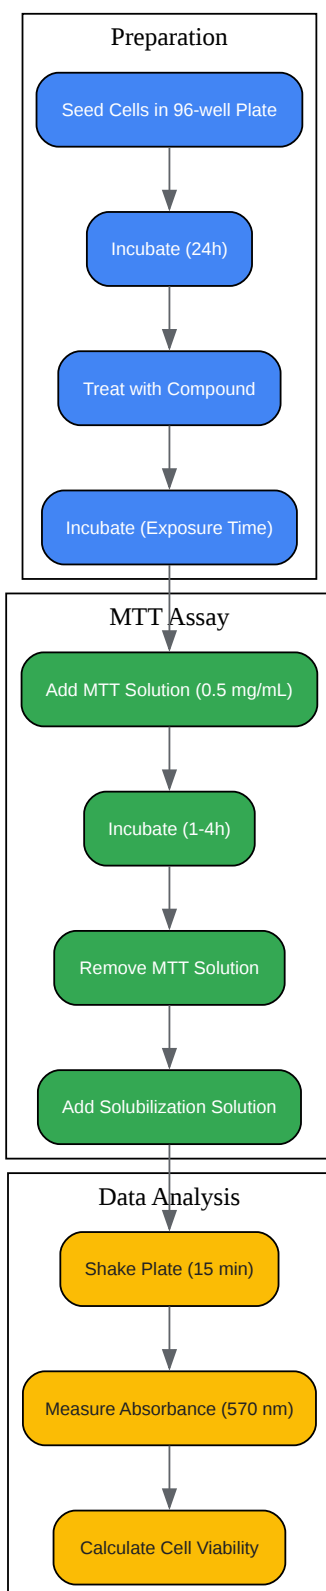 Preparation
Seed Cells in 96-well Plate
Incubate (24h)
Treat with Compound
Incubate (Exposure Time)
MTT Assay
Add MTT Solution (0.5 mg/mL)
Incubate (1-4h)
Remove MTT Solution
Add Solubilization Solution
Data Analysis
Shake Plate (15 min)
Measure Absorbance (570 nm)
Calculate Cell Viability